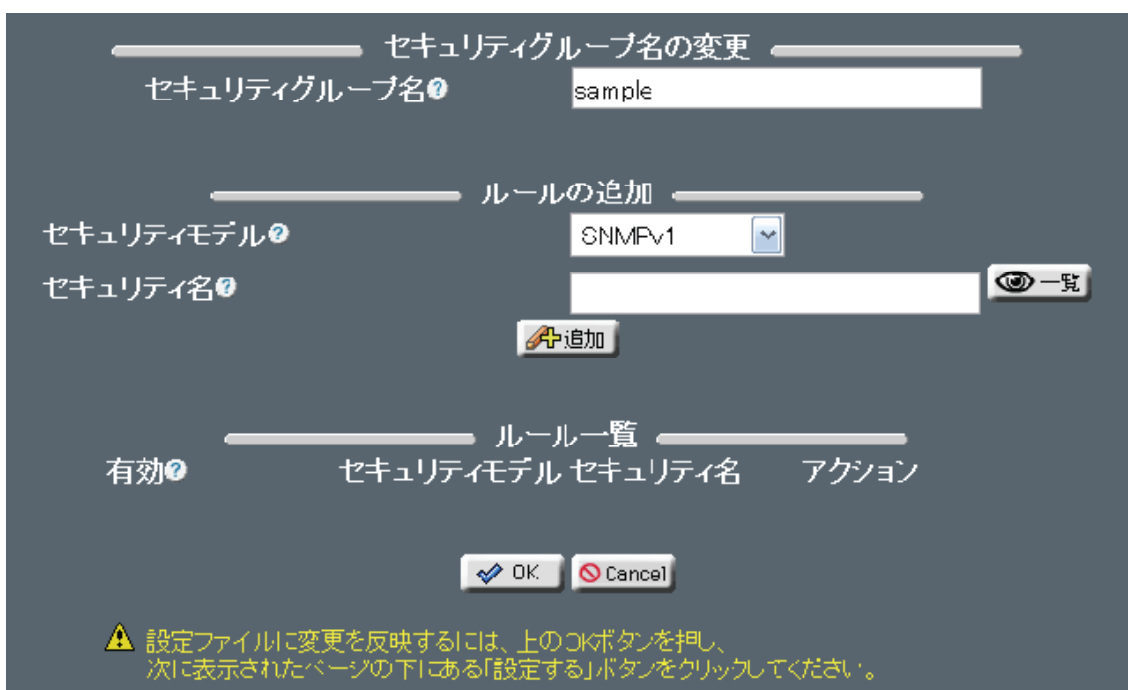 セキュリティグループ名の変更
セキュリティグループ名 sample
ルールの追加
セキュリティモデル SNMPv1
セキュリティ名 一覧
追加
ルール一覧
有効 セキュリティモデル セキュリティ名 アクション
OK Cancel
設定ファイルに変更を反映するには、上のOKボタンを押し、
次に表示されたページの下にある「設定する」ボタンをクリックしてください。